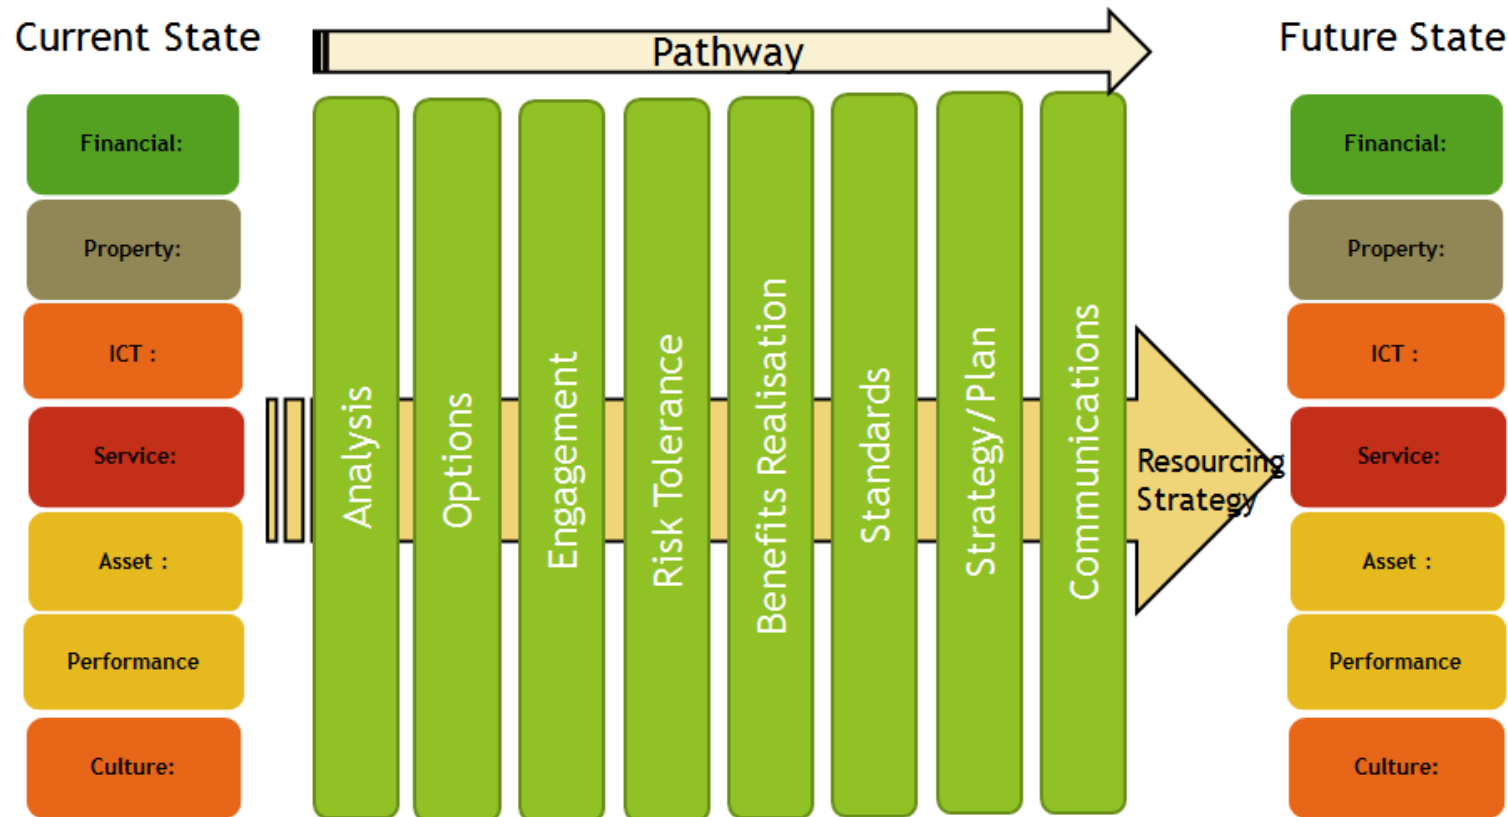 Current State
Pathway
Future State
Financial:
Property:
ICT :
Service:
Asset :
Performance
Culture:
Analysis
Options
Engagement
Risk Tolerance
Benefits Realisation
Standards
Strategy/Plan
Communications
Resourcing
Strategy
Financial:
Property:
ICT :
Service:
Asset :
Performance
Culture: